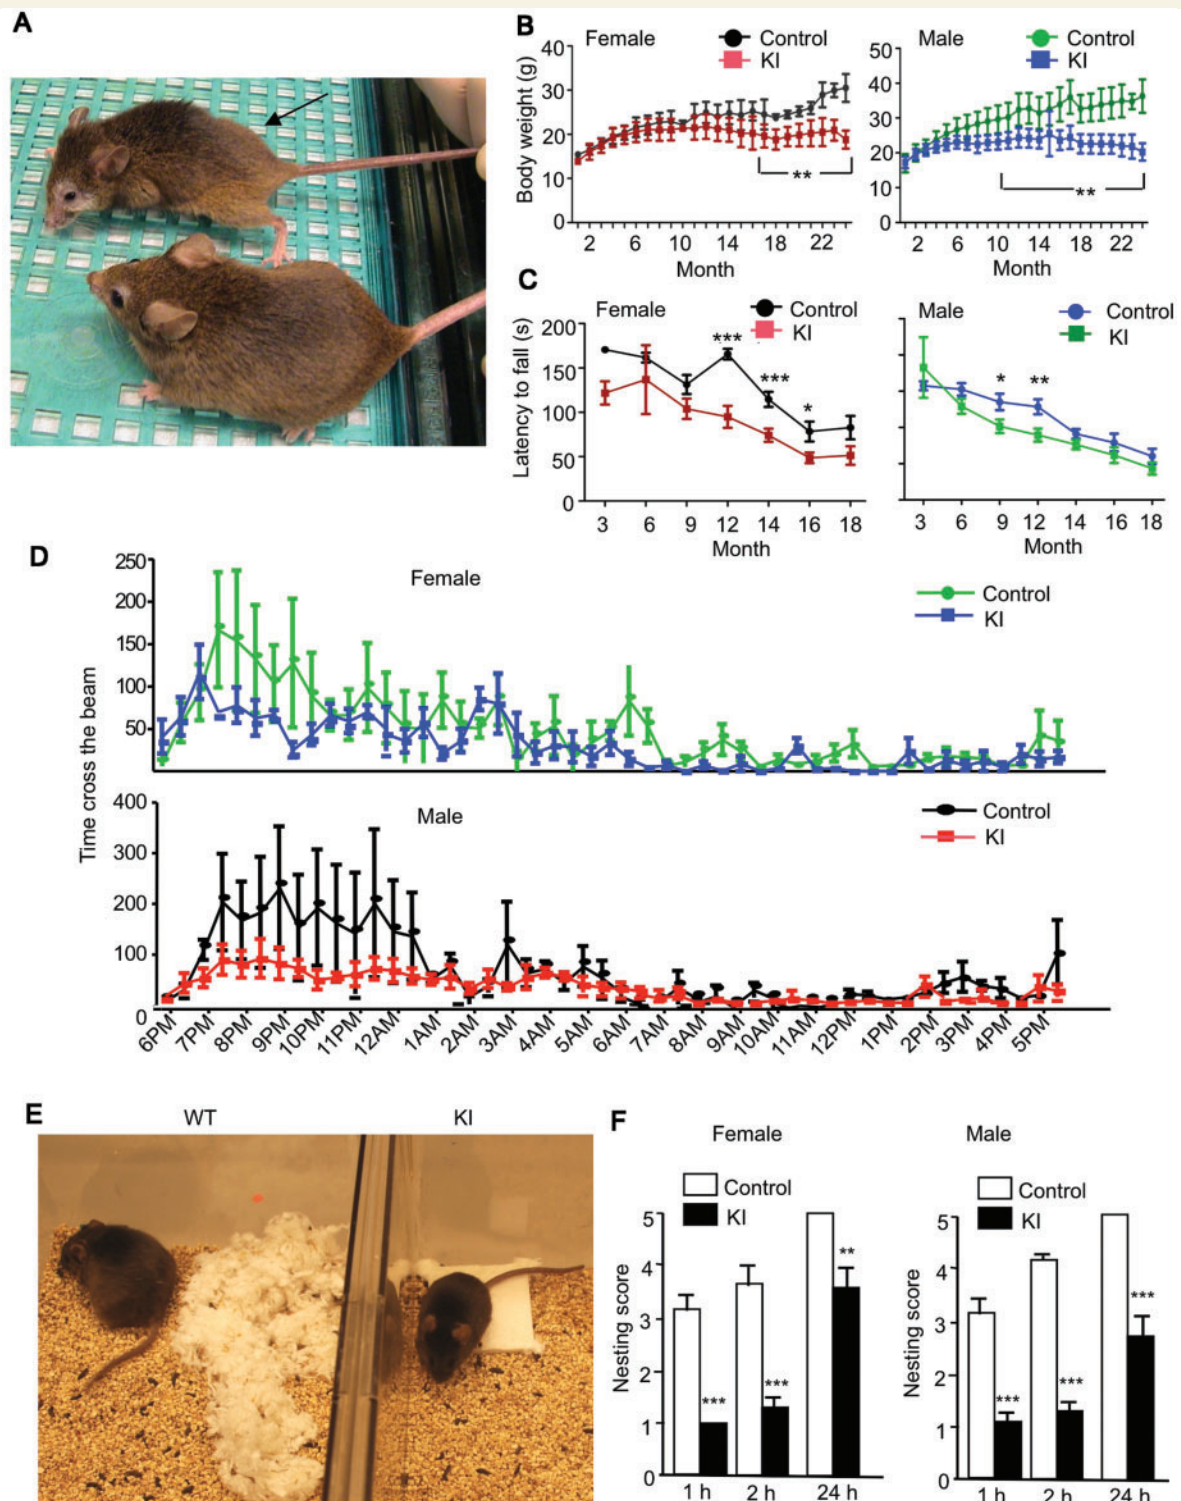 A
B
Female
Control
KI
Body weight (g)
40
30
20
10
0
**
2
6
10
14
18
22
Month
Male
Control
KI
50
40
30
20
10
0
**
2
6
10
14
18
22
Month
C
Female
Control
KI
Latency to fall (s)
200
150
100
50
0
***
***
*
3
6
9
12
14
16
18
Month
Male
Control
KI
*
**
3
6
9
12
14
16
18
Month
D
Time cross the beam
Female
Control
KI
250
200
150
100
50
Male
Control
KI
400
300
200
100
0
6PM
7PM
8PM
9PM
10PM
11PM
12AM
1AM
2AM
3AM
4AM
5AM
6AM
7AM
8AM
9AM
10AM
11AM
12PM
1PM
2PM
3PM
4PM
5PM
E
WT
KI
F
Female
Control
KI
Nesting score
5
4
3
2
1
0
***
***
**
1 h
2 h
24 h
Male
Control
KI
Nesting score
5
4
3
2
1
0
***
***
***
1 h
2 h
24 h